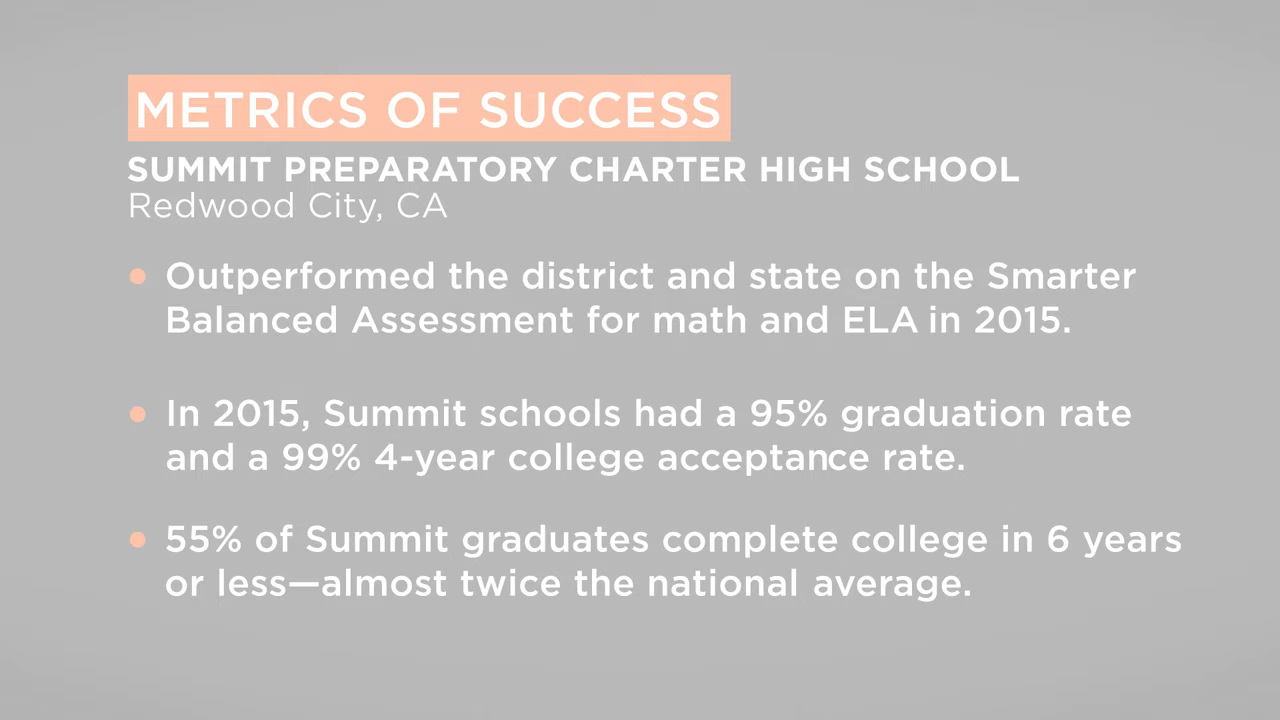 METRICS OF SUCCESS
SUMMIT PREPARATORY CHARTER HIGH SCHOOL
Redwood City, CA
• Outperformed the district and state on the Smarter
Balanced Assessment for math and ELA in 2015.
• In 2015, Summit schools had a 95% graduation rate
and a 99% 4-year college acceptance rate.
• 55% of Summit graduates complete college in 6 years
or less—almost twice the national average.